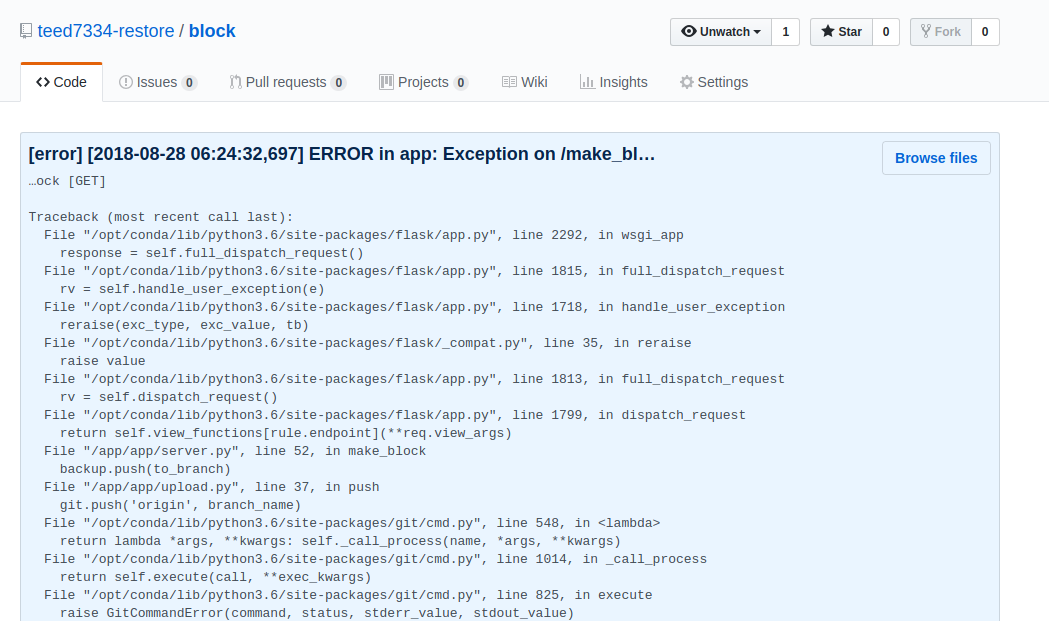 teed7334-restore / block
Unwatch 1 Star 0 Fork 0
Code Issues 0 Pull requests 0 Projects 0 Wiki Insights Settings
[error] [2018-08-28 06:24:32,697] ERROR in app: Exception on /make_bl…
Browse files
…ock [GET]
Traceback (most recent call last):
File "/opt/conda/lib/python3.6/site-packages/flask/app.py", line 2292, in wsgi_app
response = self.full_dispatch_request()
File "/opt/conda/lib/python3.6/site-packages/flask/app.py", line 1815, in full_dispatch_request
rv = self.handle_user_exception(e)
File "/opt/conda/lib/python3.6/site-packages/flask/app.py", line 1718, in handle_user_exception
reraise(exc_type, exc_value, tb)
File "/opt/conda/lib/python3.6/site-packages/flask/_compat.py", line 35, in reraise
raise value
File "/opt/conda/lib/python3.6/site-packages/flask/app.py", line 1813, in full_dispatch_request
rv = self.dispatch_request()
File "/opt/conda/lib/python3.6/site-packages/flask/app.py", line 1799, in dispatch_request
return self.view_functions[rule.endpoint](**req.view_args)
File "/app/app/server.py", line 52, in make_block
backup.push(to_branch)
File "/app/app/upload.py", line 37, in push
git.push('origin', branch_name)
File "/opt/conda/lib/python3.6/site-packages/git/cmd.py", line 548, in <lambda>
return lambda *args, **kwargs: self._call_process(name, *args, **kwargs)
File "/opt/conda/lib/python3.6/site-packages/git/cmd.py", line 1014, in _call_process
return self.execute(call, **exec_kwargs)
File "/opt/conda/lib/python3.6/site-packages/git/cmd.py", line 825, in execute
raise GitCommandError(command, status, stderr_value, stdout_value)